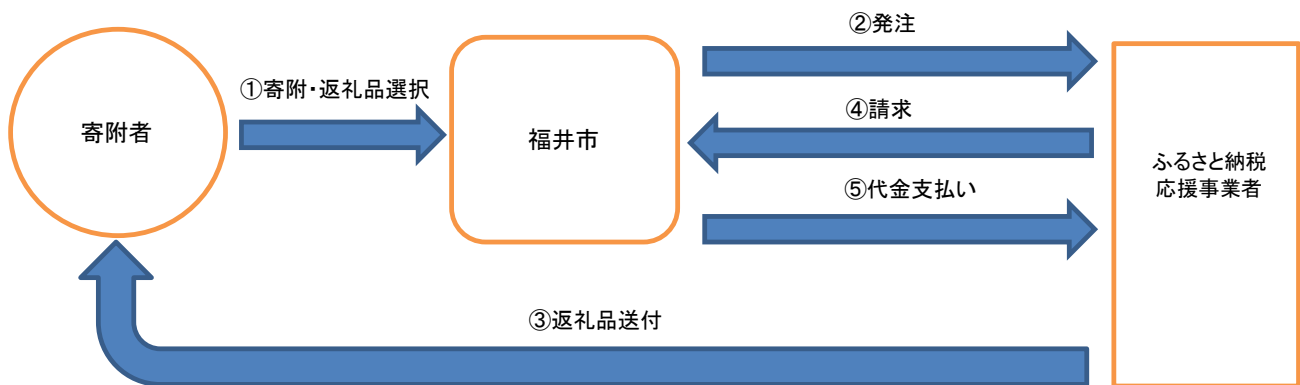 ②発注
①寄附・返礼品選択
④請求
寄附者
福井市
ふるさと納税
応援事業者
⑤代金支払い
③返礼品送付